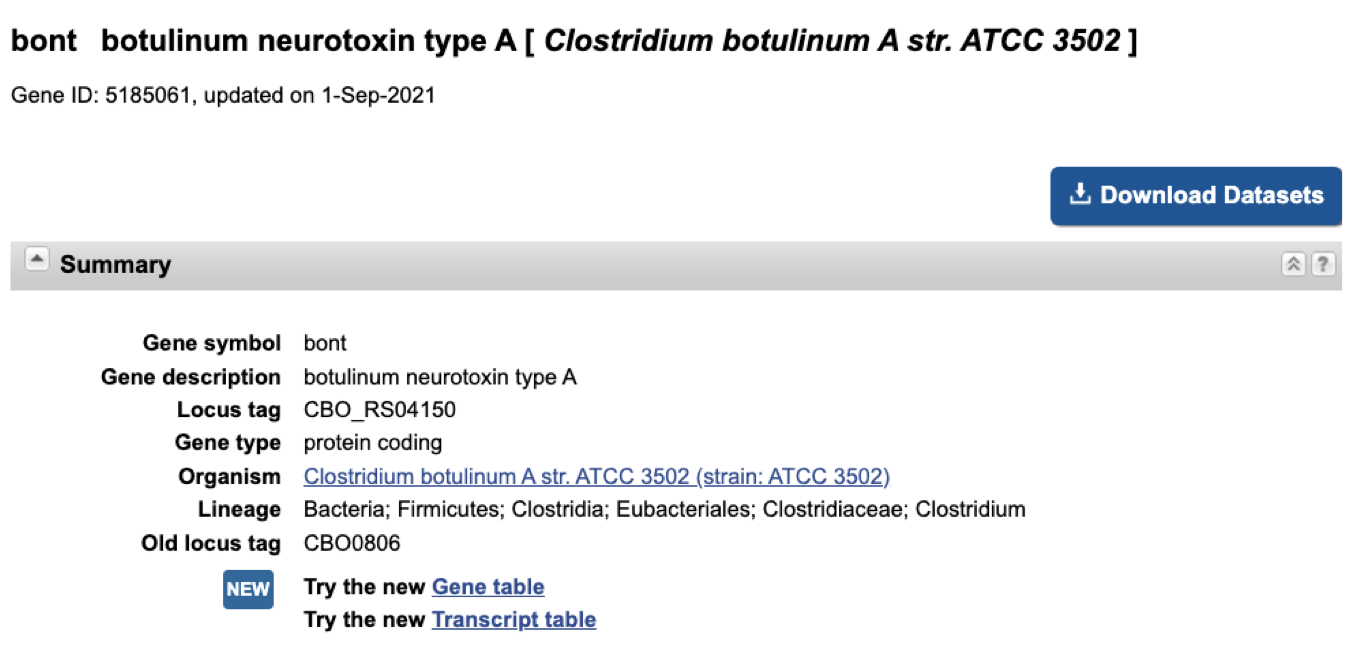 bont botulinum neurotoxin type A [ Clostridium botulinum A str. ATCC 3502 ]
Gene ID: 5185061, updated on 1-Sep-2021
Download Datasets
Summary
?
Gene symbol bont
Gene description botulinum neurotoxin type A
Locus tag CBO_RS04150
Gene type protein coding
Organism Clostridium botulinum A str. ATCC 3502 (strain: ATCC 3502)
Lineage Bacteria; Firmicutes; Clostridia; Eubacteriales; Clostridiaceae; Clostridium
Old locus tag CBO0806
NEW Try the new Gene table
Try the new Transcript table